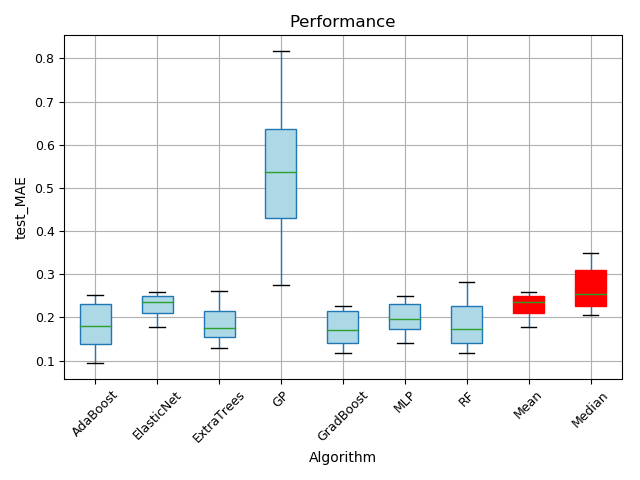 Performance
0.8
0.7
0.6
0.5
0.4
0.3
0.2
0.1
test_MAE
AdaBoost
ElasticNet
ExtraTrees
GP
GradBoost
MLP
RF
Mean
Median
Algorithm